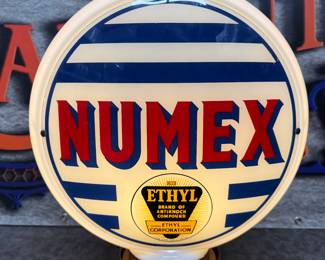 NUMEX
ETHYL
BRAND OF
ANTIKNOCK
COMPOUND
ETHYL
CORPORATION